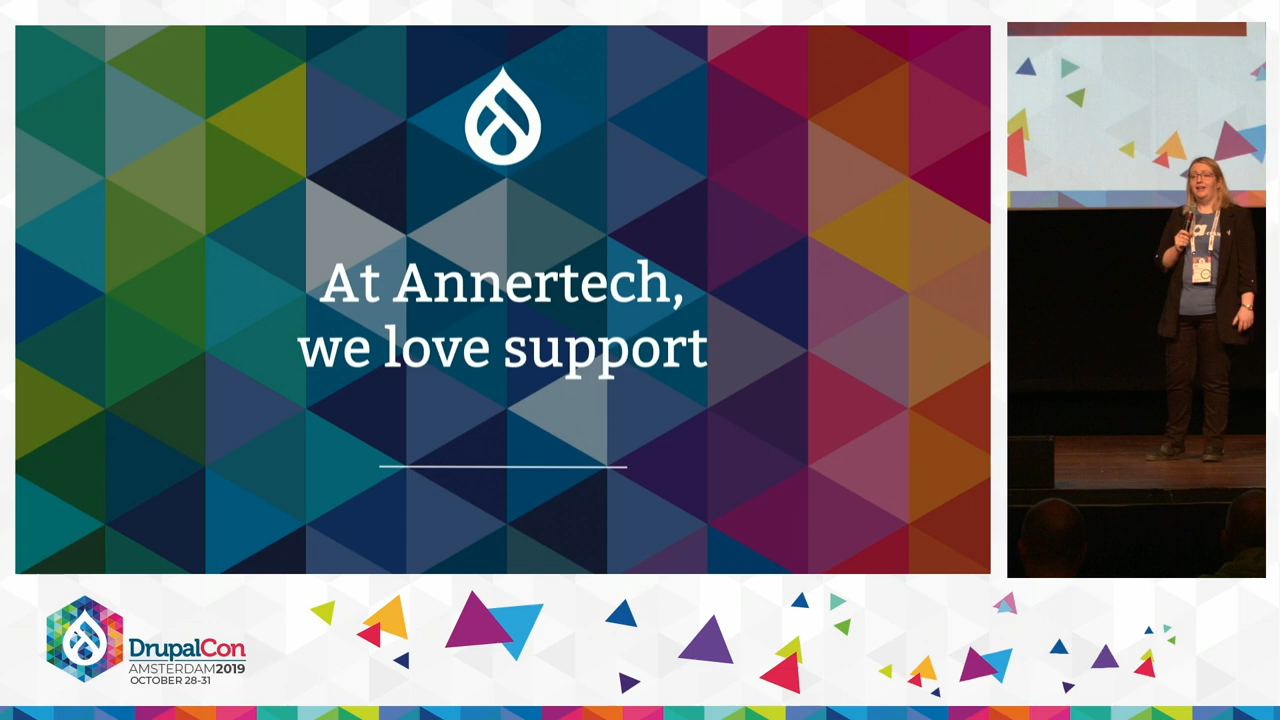 At Annertech,
we love support
DrupalCon
AMSTERDAM2019
OCTOBER 28-31